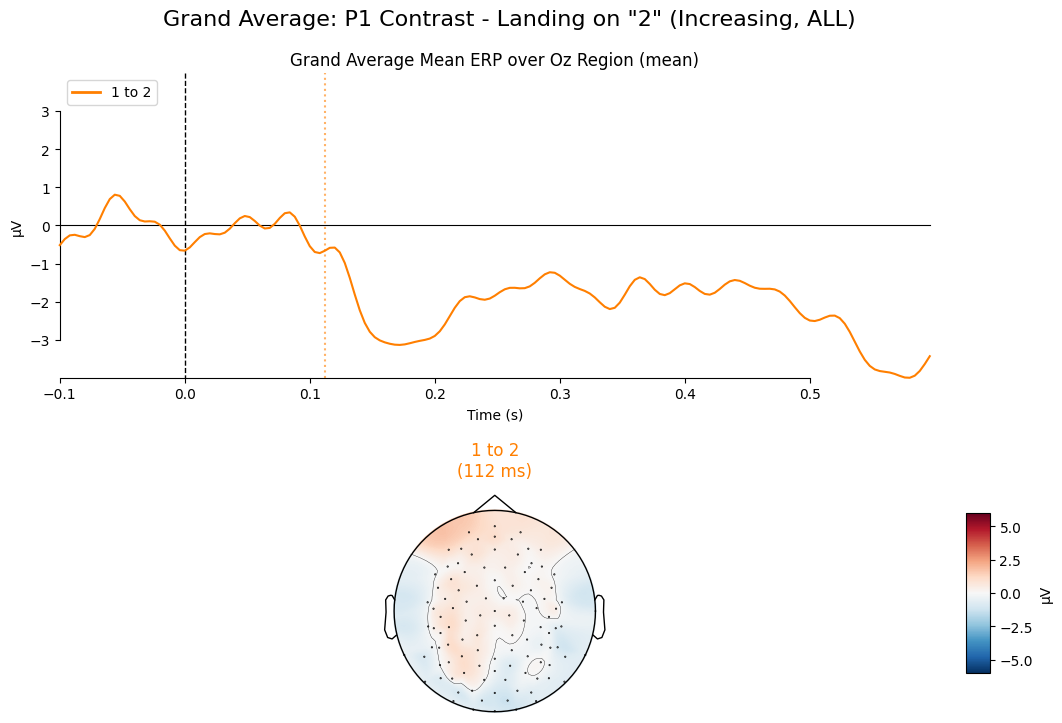 Grand Average: P1 Contrast - Landing on "2" (Increasing, ALL)
Grand Average Mean ERP over Oz Region (mean)
1 to 2
3
2
1
0
−1
−2
−3
µV
−0.1 0.0 0.1 0.2 0.3 0.4 0.5
Time (s)
1 to 2
(112 ms)
5.0
2.5
0.0
−2.5
−5.0
µV